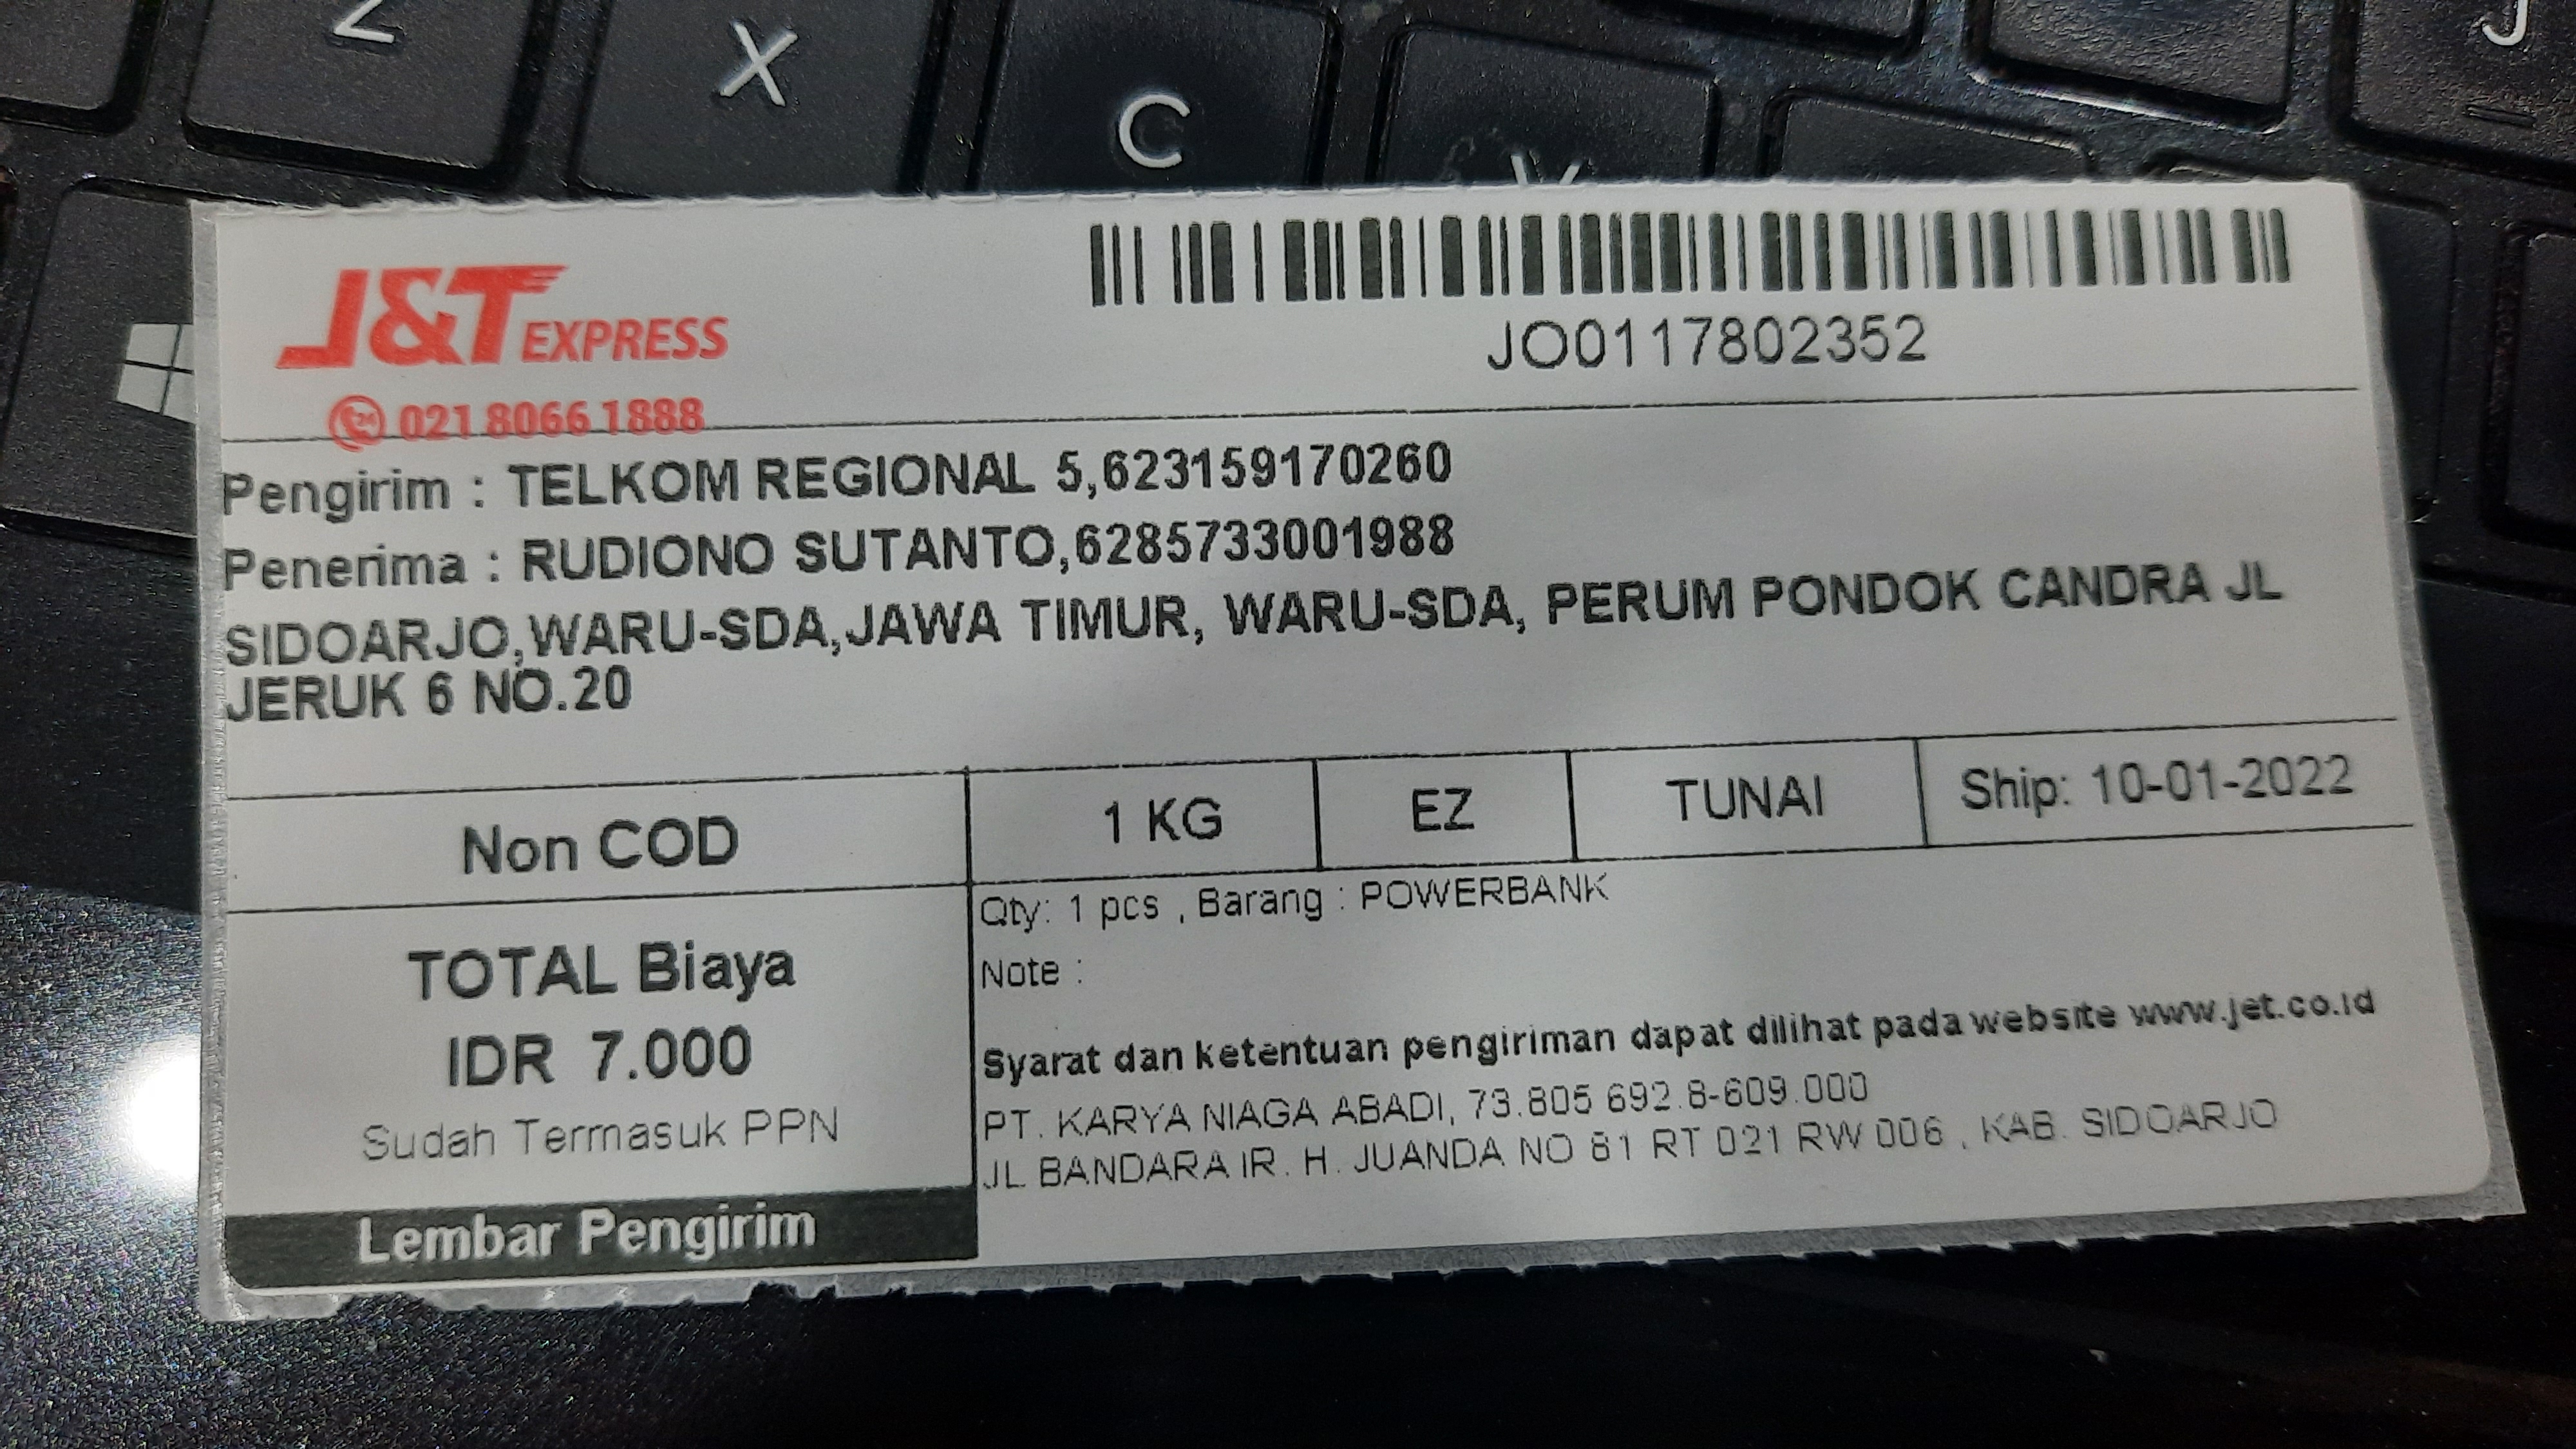 J&T EXPRESS
021 8066 1888
JO0117802352
Pengirim : TELKOM REGIONAL 5,623159170260
Penerima : RUDIONO SUTANTO,6285733001988
SIDOARJO,WARU-SDA,JAWA TIMUR, WARU-SDA, PERUM PONDOK CANDRA JL
JERUK 6 NO.20
Non COD
1 KG
EZ
TUNAI
Ship: 10-01-2022
TOTAL Biaya
IDR 7.000
Sudah Termasuk PPN
Lembar Pengirim
Qty: 1 pcs , Barang : POWERBANK
Note :
Syarat dan ketentuan pengiriman dapat dilihat pada website www.jet.co.id
PT. KARYA NIAGA ABADI, 73.805.692.8-609.000
JL. BANDARA IR. H. JUANDA NO 81 RT 021 RW 006 , KAB. SIDOARJO
Z
X
C
J